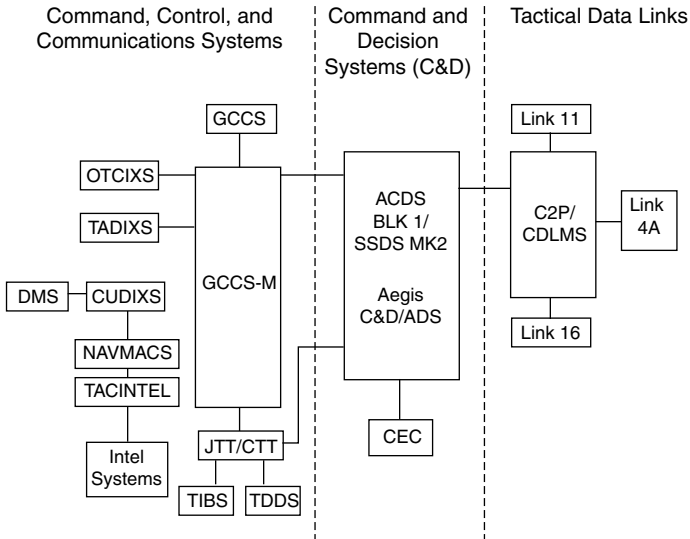 Command, Control, and
Communications Systems
Command and
Decision
Systems (C&D)
Tactical Data Links
GCCS
OTCIXS
TADIXS
GCCS-M
DMS
CUDIXS
NAVMACS
TACINTEL
Intel
Systems
JTT/CTT
TIBS
TDDS
ACDS
BLK 1/
SSDS MK2
Aegis
C&D/ADS
CEC
Link 11
C2P/
CDLMS
Link
4A
Link 16